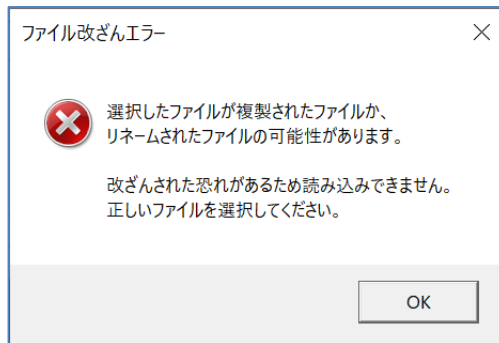 ファイル改ざんエラー
選択したファイルが複製されたファイルか、
リネームされたファイルの可能性があります。
改ざんされた恐れがあるため読み込みできません。
正しいファイルを選択してください。
OK